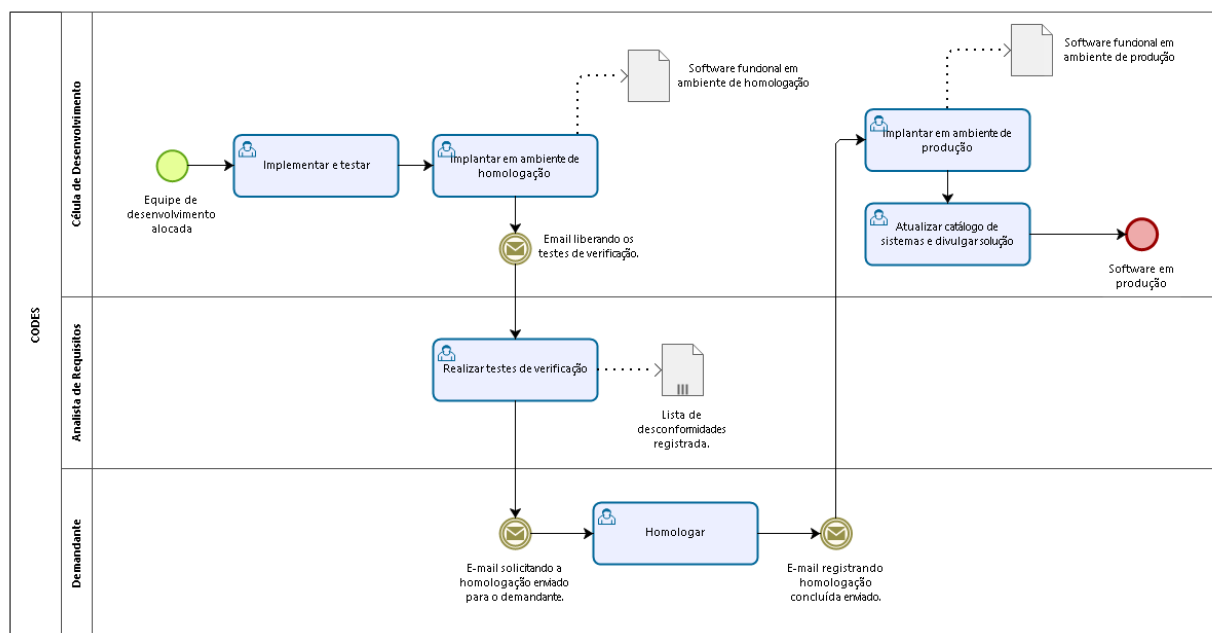 CODES
Célula de Desenvolvimento
Equipe de
desenvolvimento
alocada
Implementar e testar
Implantar em ambiente de
homologação
Software funcional em
ambiente de homologação
Email liberando os
testes de verificação.
Implantar em ambiente de
produção
Software funcional em
ambiente de produção
Atualizar catálogo de
sistemas e divulgar solução
Software em
produção
Analista de Requisitos
Realizar testes de verificação
Lista de
desconformidades
registrada.
Demandante
E-mail solicitando a
homologação enviado
para o demandante.
Homologar
E-mail registrando
homologação
concluída enviado.